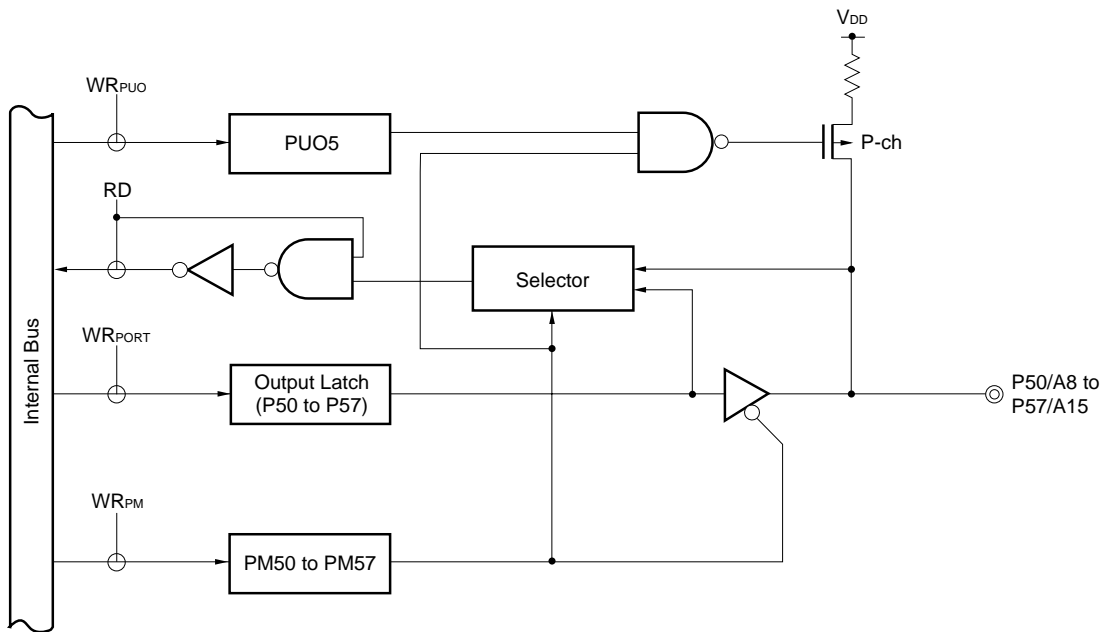 VDD
WRPUO
PUO5
P-ch
RD
Selector
Internal Bus
WRPORT
Output Latch
(P50 to P57)
P50/A8 to
P57/A15
WRPM
PM50 to PM57